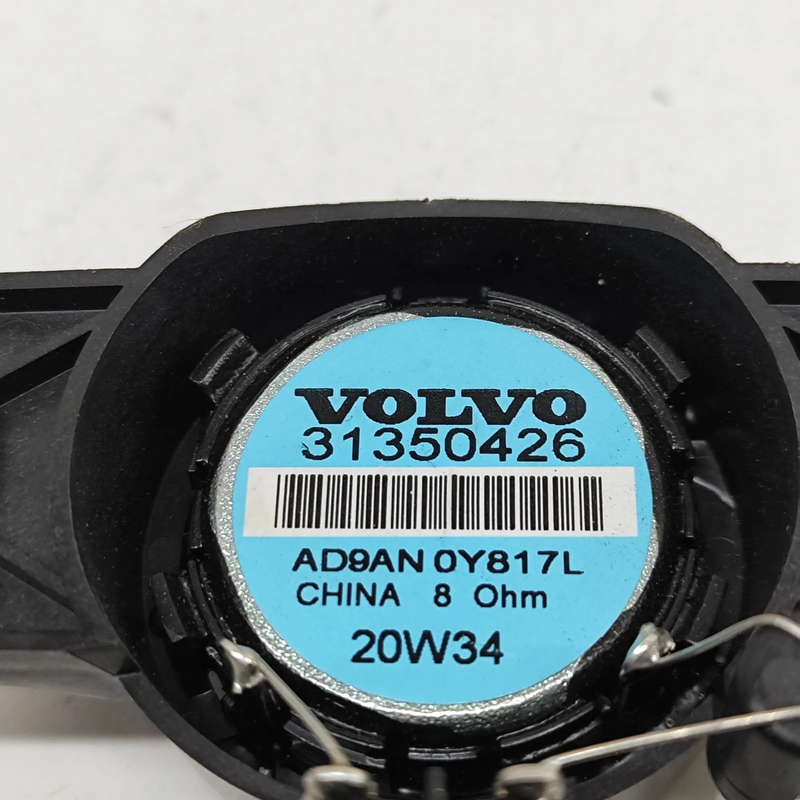 VOLVO
31350426
AD9AN 0Y817L
CHINA 8 Ohm
20W34